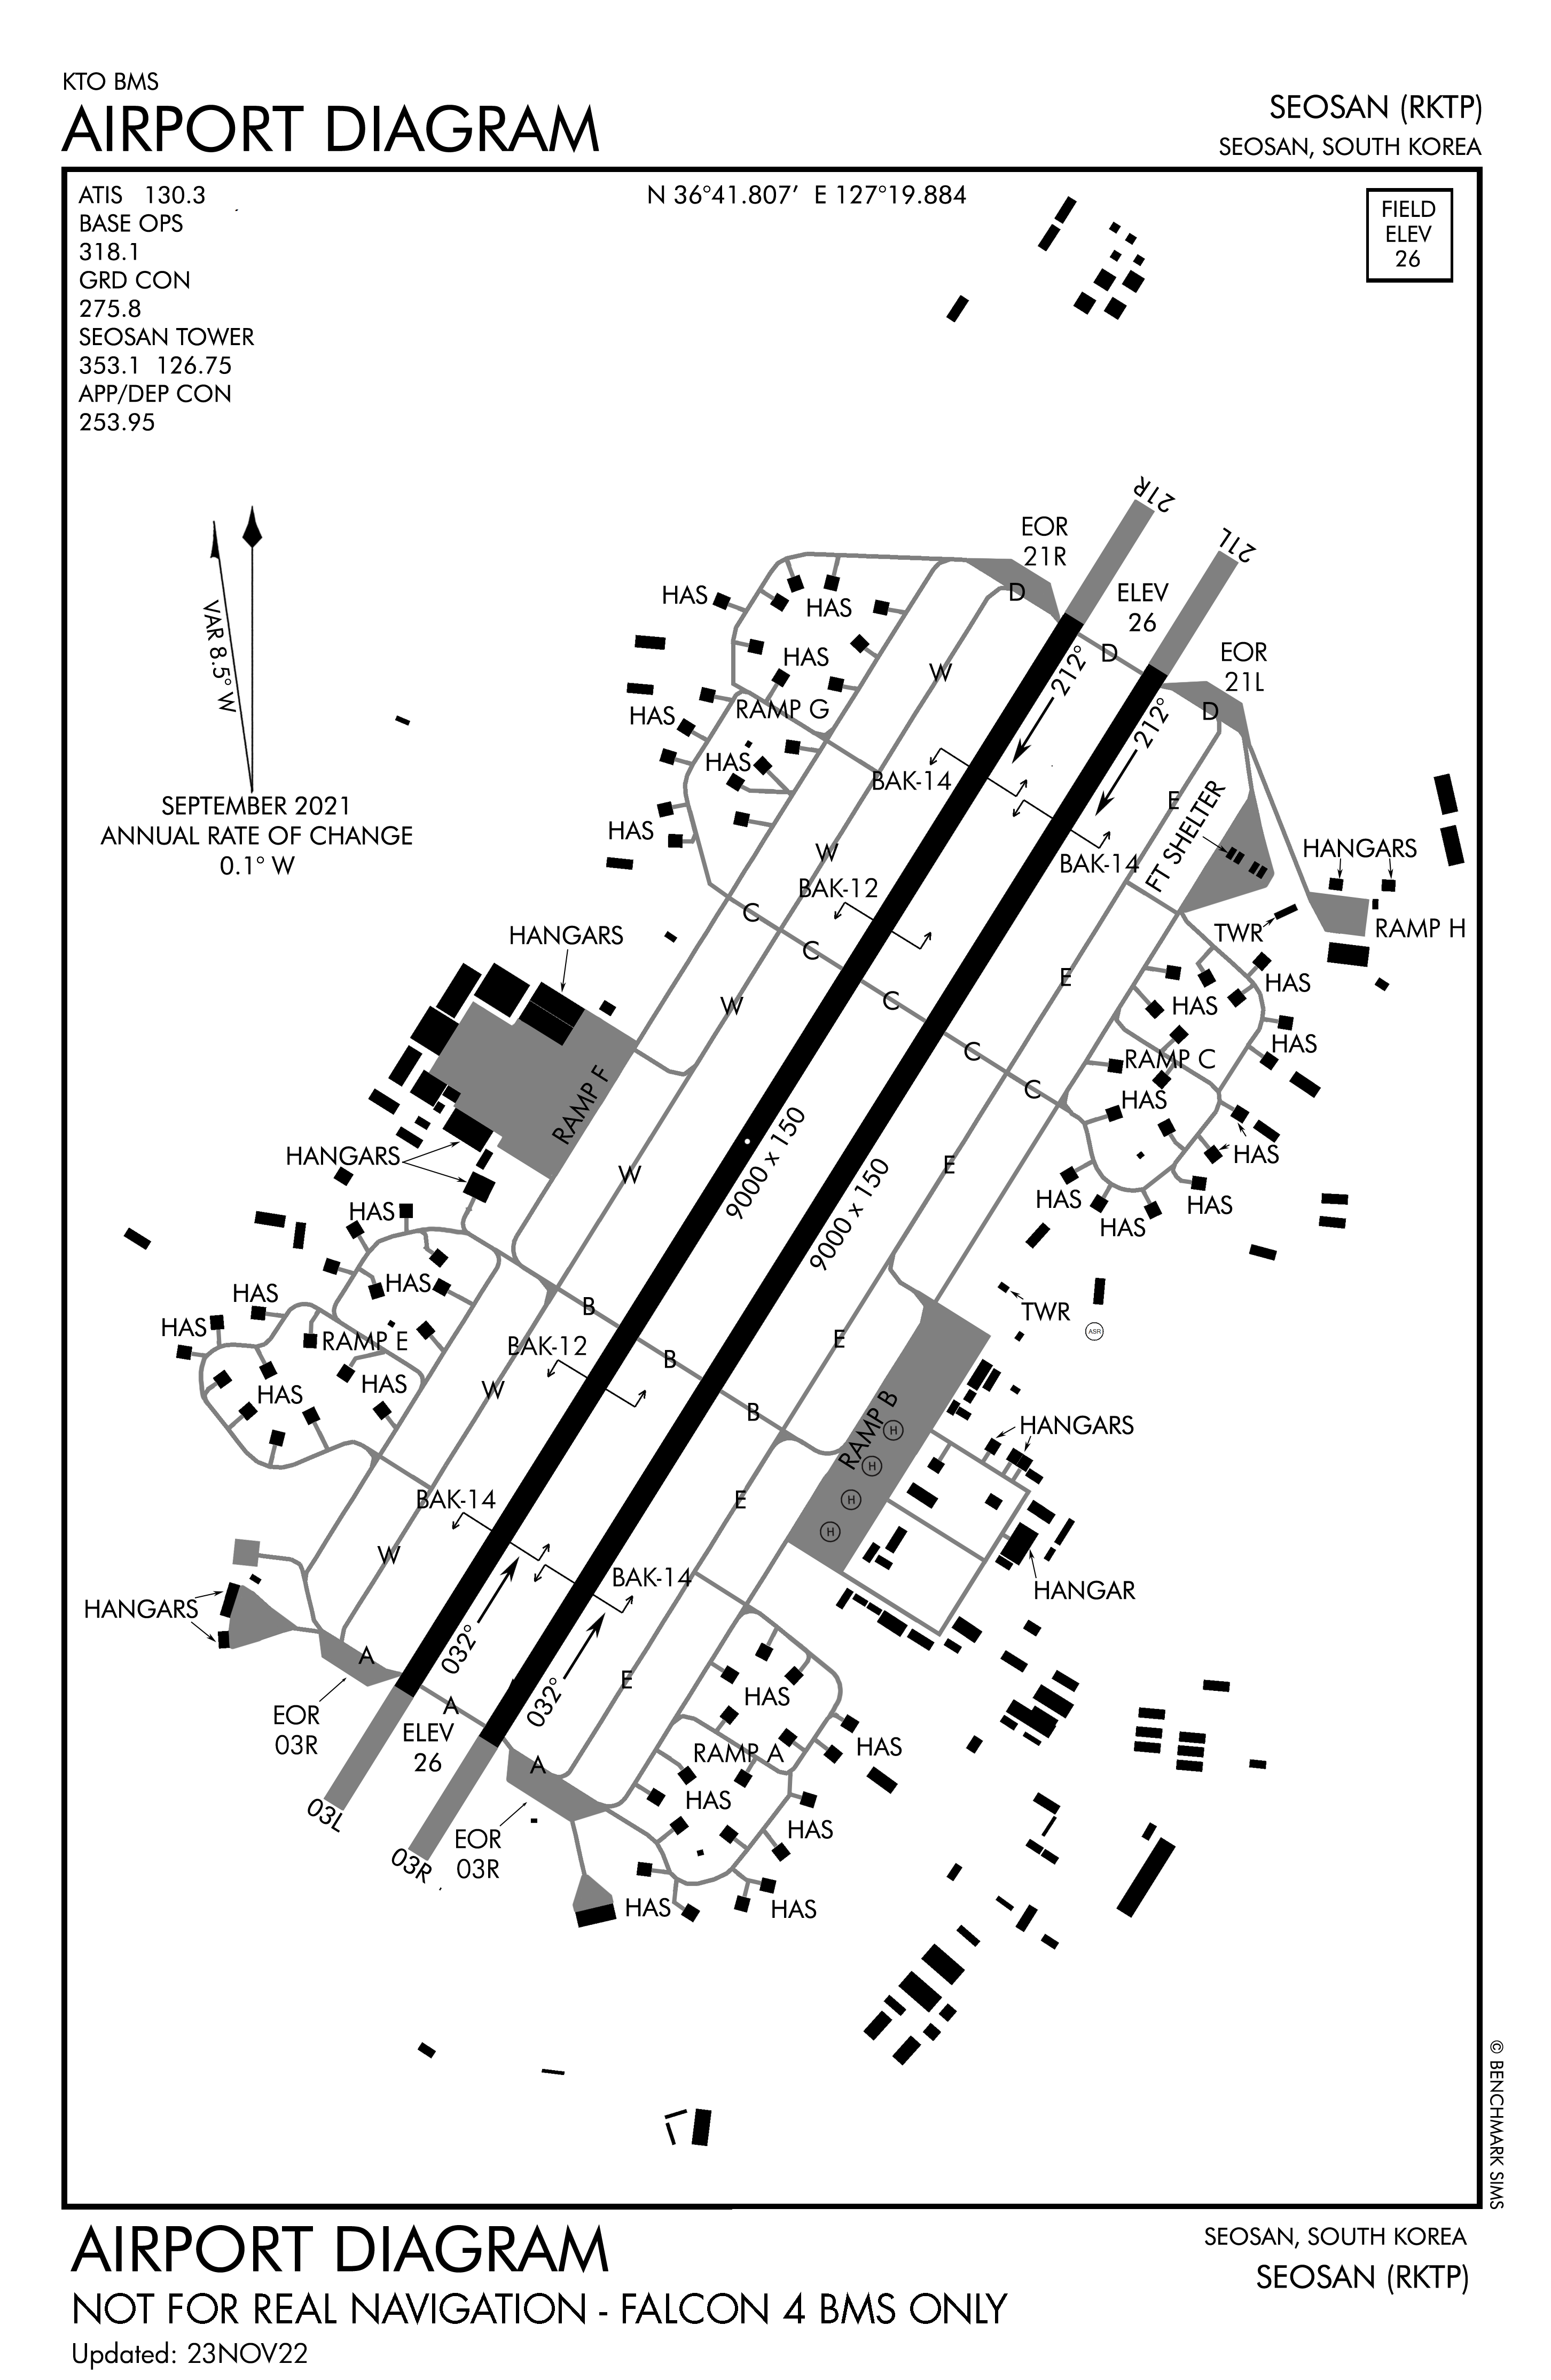 KTO BMS
AIRPORT DIAGRAM
SEOSAN (RKTP)
SEOSAN, SOUTH KOREA
ATIS 130.3
BASE OPS
318.1
GRD CON
275.8
SEOSAN TOWER
353.1 126.75
APP/DEP CON
253.95
N 36°41.807’ E 127°19.884
FIELD
ELEV
26
VAR 8.5° W
SEPTEMBER 2021
ANNUAL RATE OF CHANGE
0.1° W
21R
21L
EOR
21R
D
ELEV
26
D
EOR
21L
D
212°
212°
HAS
HAS
HAS
W
RAMP G
HAS
HAS
HAS
BAK-14
BAK-14
W
BAK-12
E
FT SHELTER
HANGARS
TWR
RAMP H
C
C
C
C
C
HANGARS
W
E
HAS
HAS
HAS
RAMP C
HAS
HAS
HAS
HAS
HAS
RAMP F
HANGARS
W
9000 x 150
9000 x 150
E
HAS
HAS
HAS
HAS
RAMP E
HAS
HAS
B
B
B
BAK-12
W
E
TWR
ASR
RAMP B
H
H
H
H
HANGARS
HANGAR
BAK-14
BAK-14
W
E
HANGARS
A
A
A
032°
032°
E
EOR
03R
ELEV
26
03L
03R
EOR
03R
HAS
RAMP A
HAS
HAS
HAS
HAS
HAS
© BENCHMARK SIMS
AIRPORT DIAGRAM
NOT FOR REAL NAVIGATION - FALCON 4 BMS ONLY
Updated: 23NOV22
SEOSAN, SOUTH KOREA
SEOSAN (RKTP)